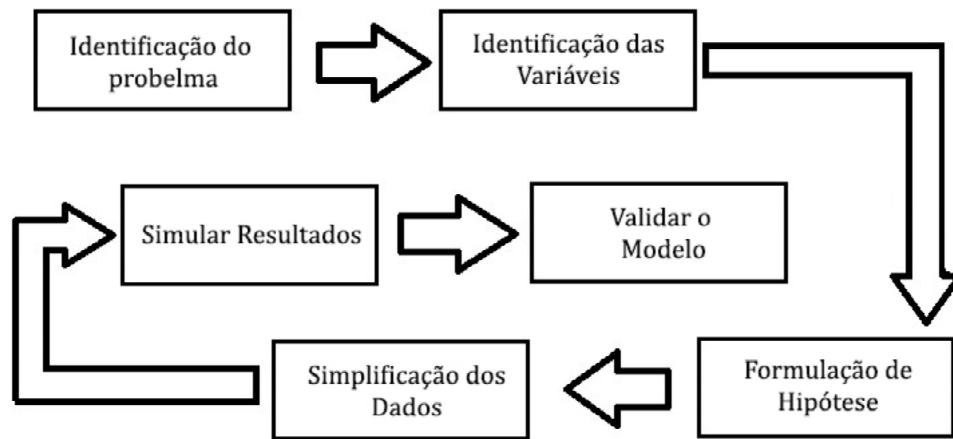 Identificação do
probelma
Identificação das
Variáveis
Simular Resultados
Validar o
Modelo
Simplificação dos
Dados
Formulação de
Hipótese